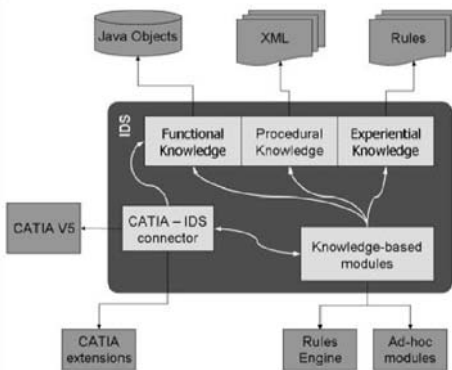 Java Objects
XML
Rules
IDS
Functional
Knowledge
Procedural
Knowledge
Experiential
Knowledge
CATIA V5
CATIA – IDS
connector
Knowledge-based
modules
CATIA
extensions
Rules
Engine
Ad-hoc
modules